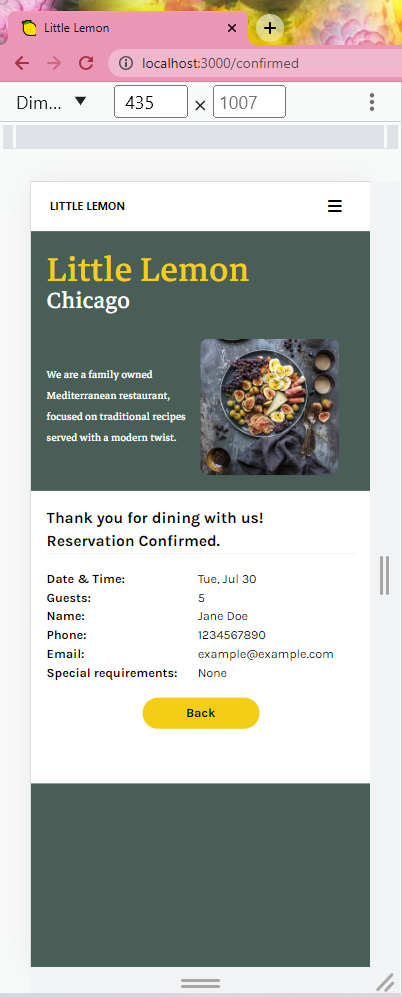 Little Lemon
localhost:3000/confirmed
Dim... 435 × 1007
LITTLE LEMON
Little Lemon
Chicago
We are a family owned
Mediterranean restaurant,
focused on traditional recipes
served with a modern twist.
Thank you for dining with us!
Reservation Confirmed.
Date & Time: Tue, Jul 30
Guests: 5
Name: Jane Doe
Phone: 1234567890
Email: example@example.com
Special requirements: None
Back